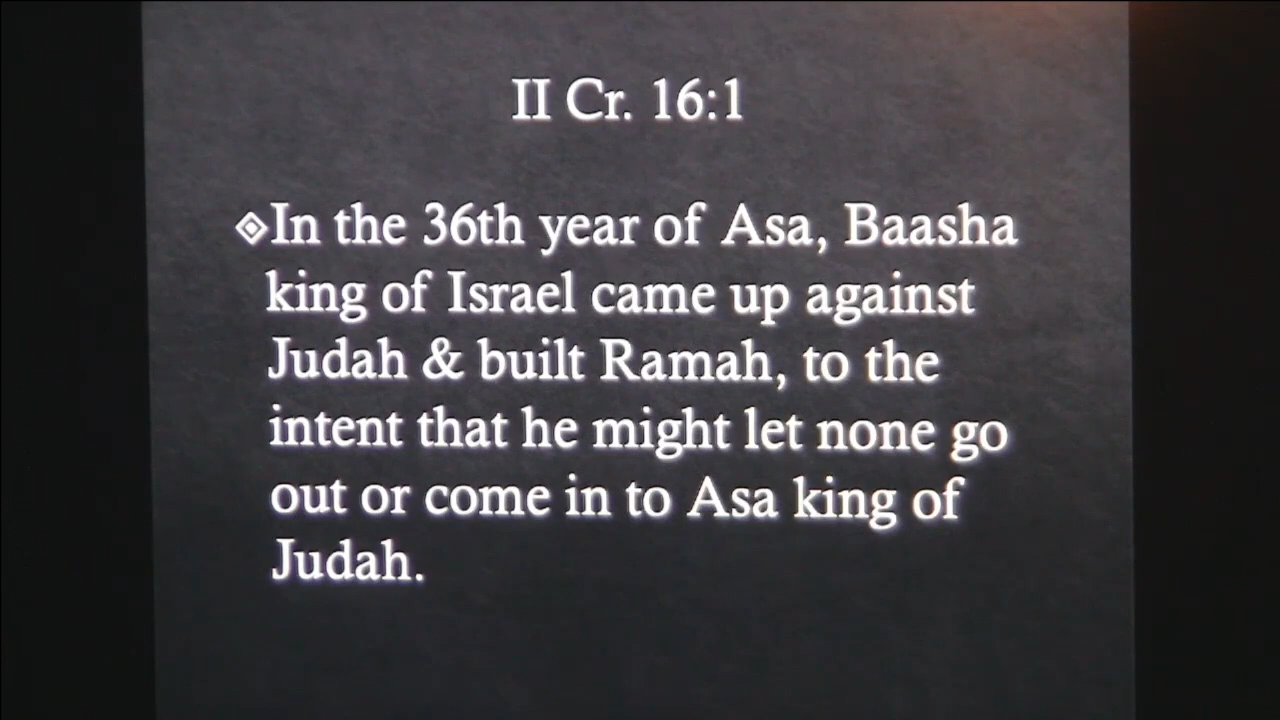 II Cr. 16:1
◈In the 36th year of Asa, Baasha
king of Israel came up against
Judah & built Ramah, to the
intent that he might let none go
out or come in to Asa king of
Judah.